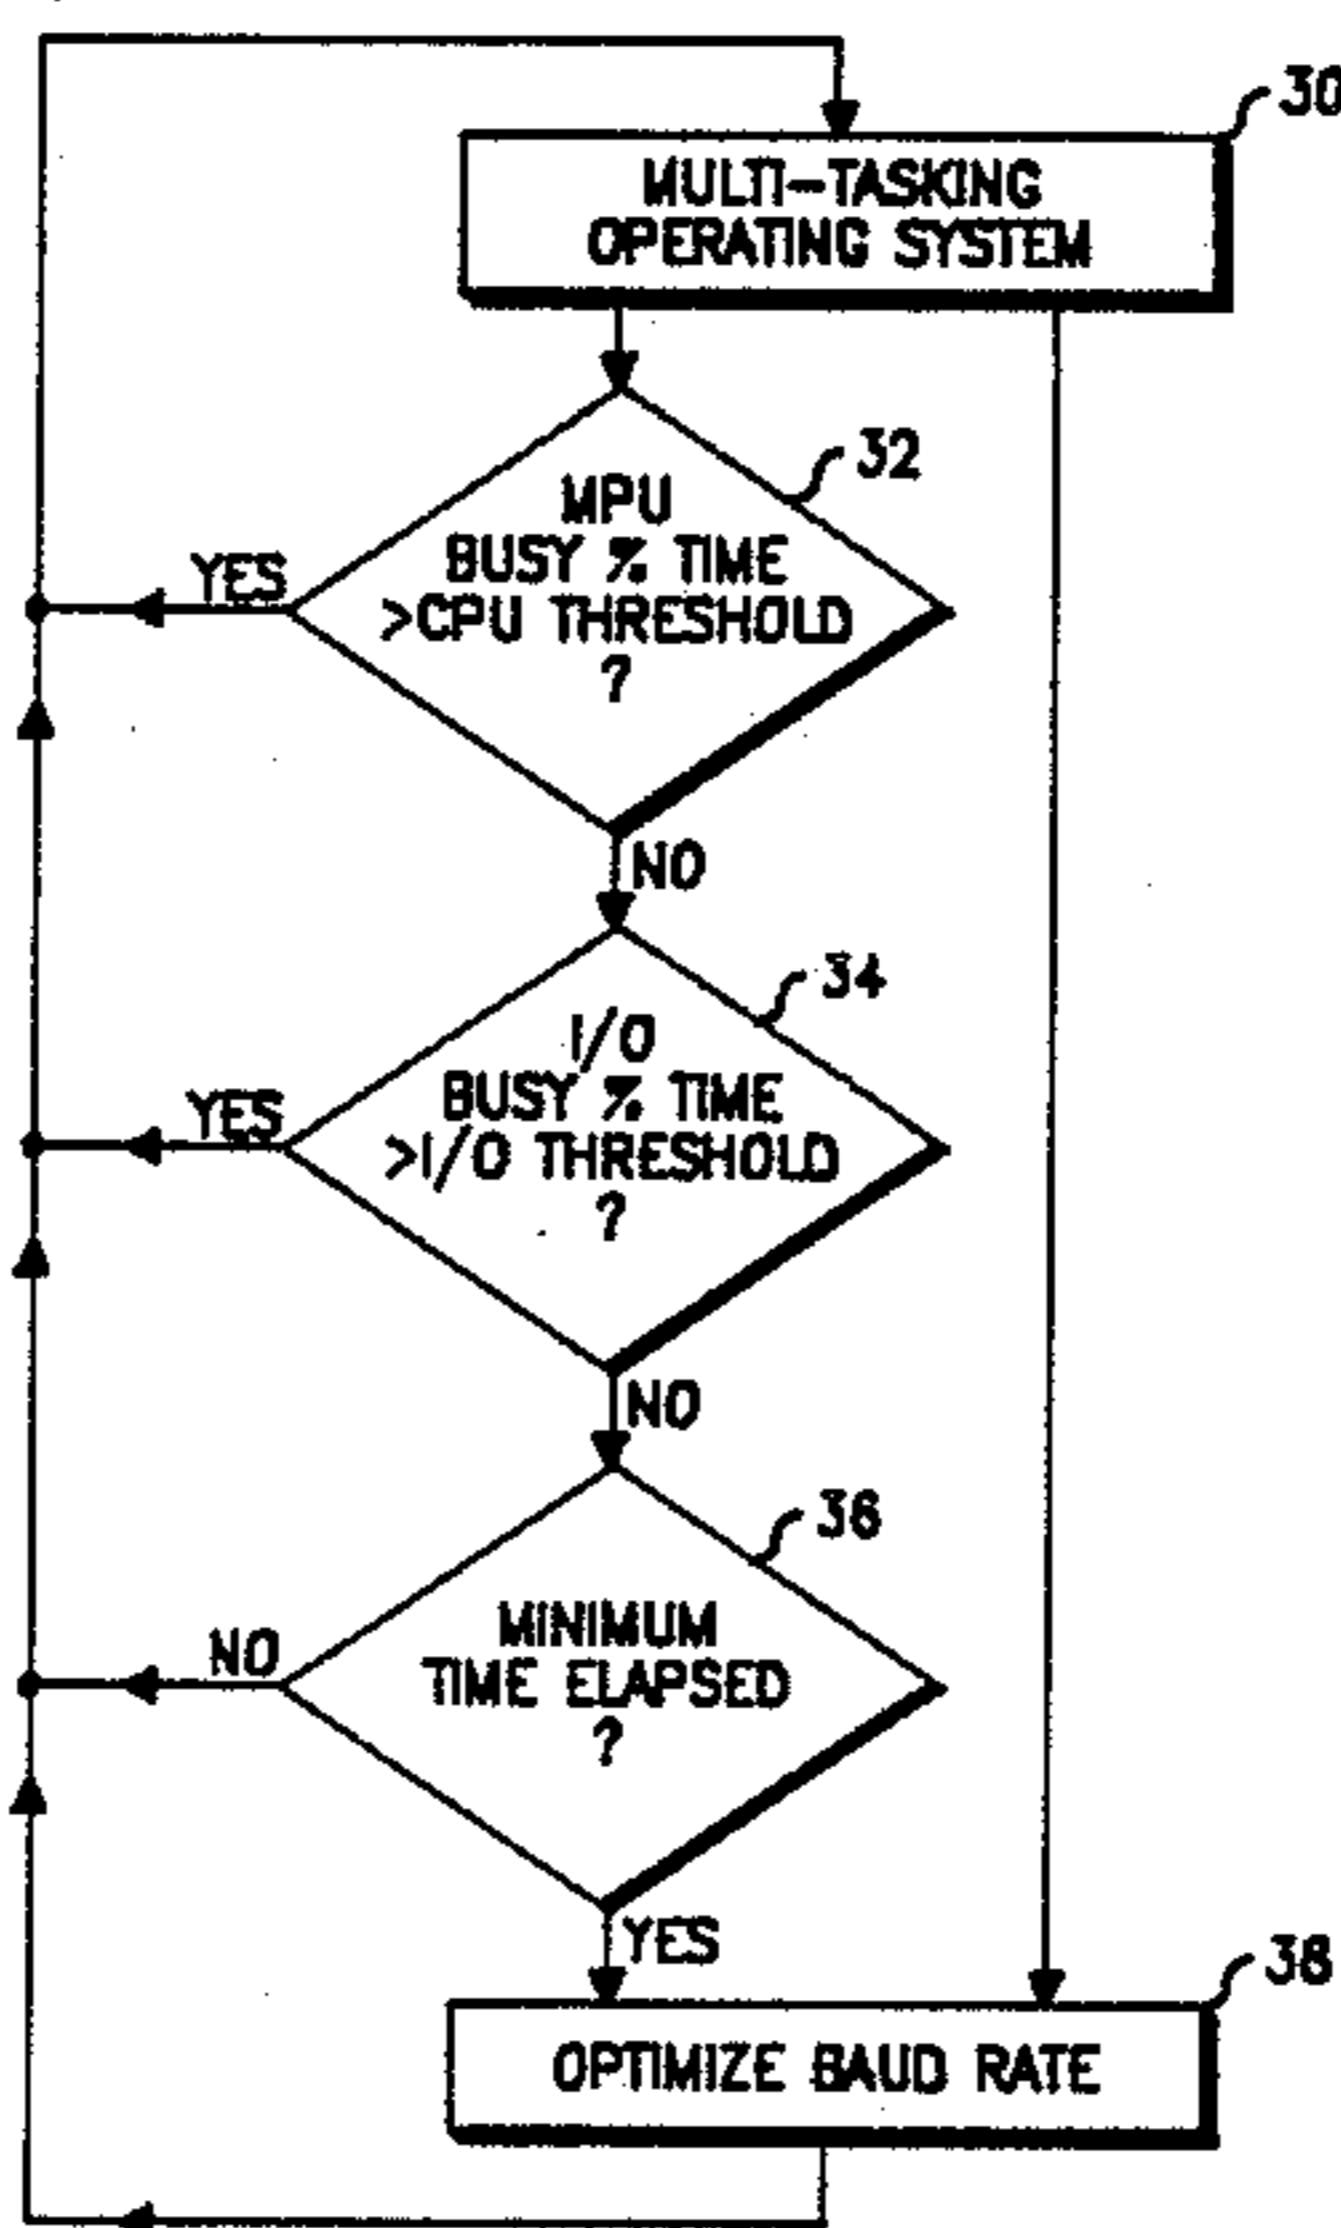 30
MULTI-TASKING
OPERATING SYSTEM
32
MPU
BUSY % TIME
>CPU THRESHOLD
?
YES
NO
34
I/O
BUSY % TIME
>I/O THRESHOLD
?
YES
NO
36
MINIMUM
TIME ELAPSED
?
NO
YES
38
OPTIMIZE BAUD RATE